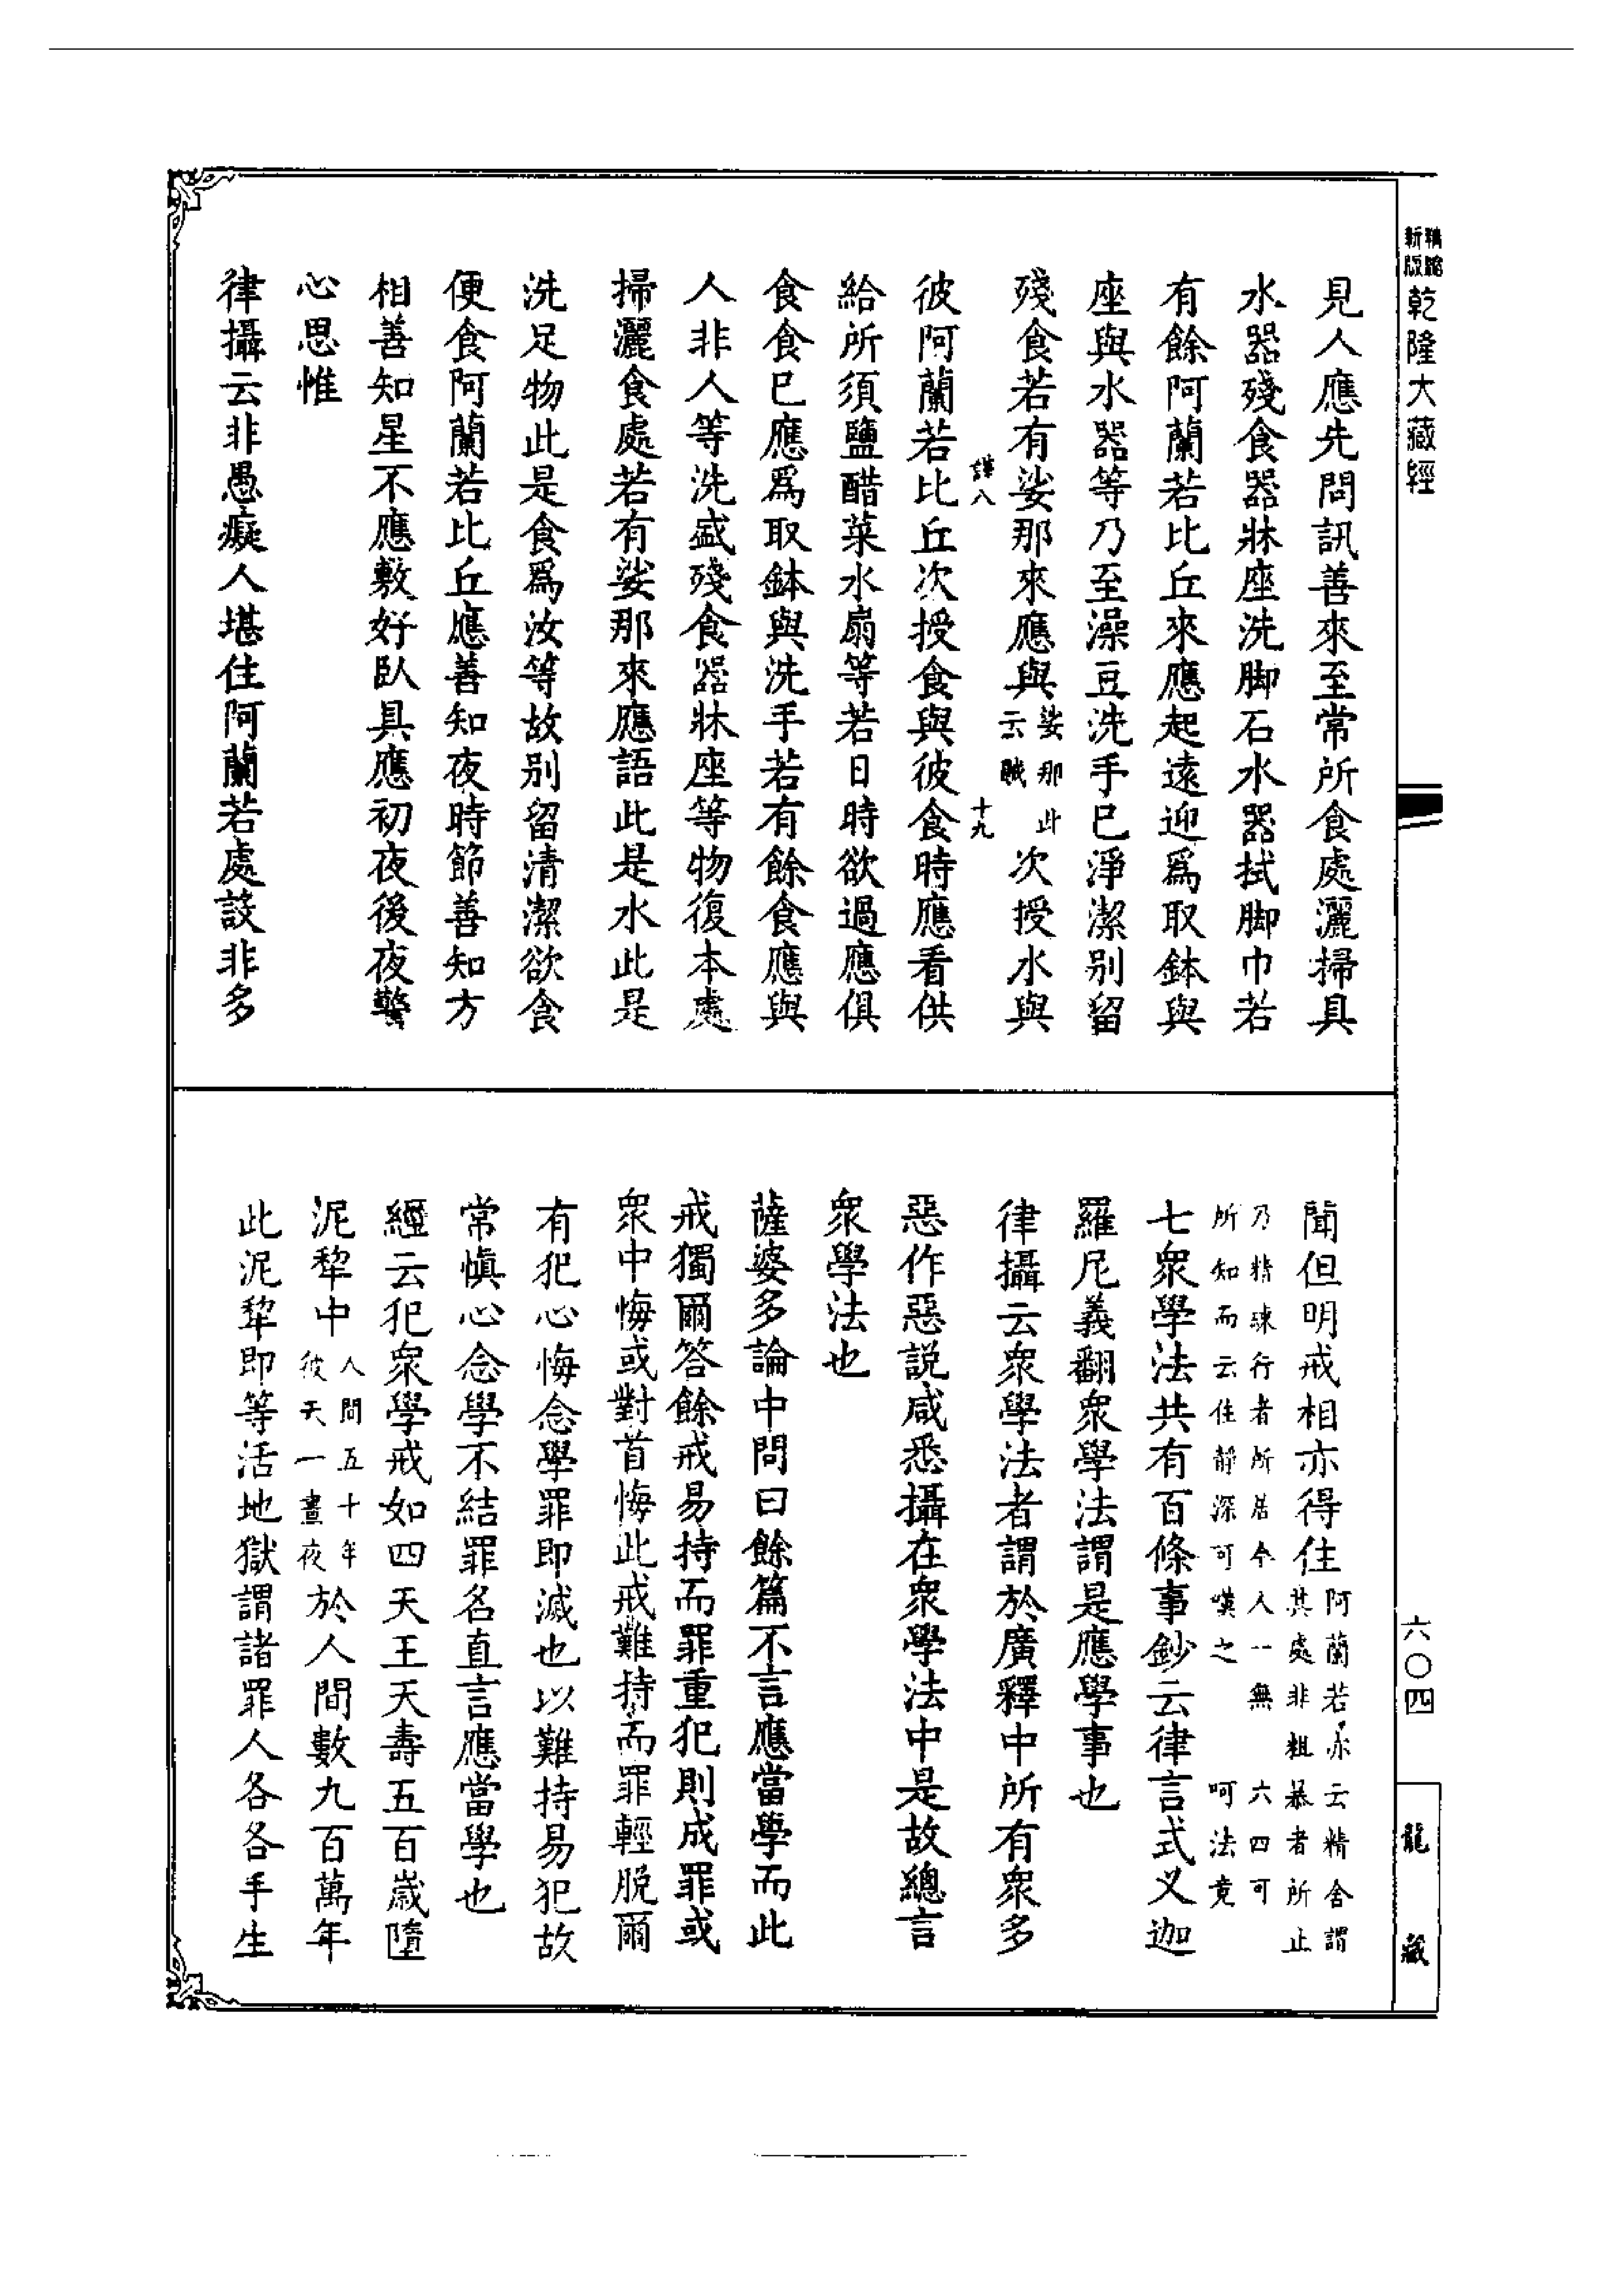 精縮新版乾隆大藏經
六〇四
龍藏
見人應先問訊善來至常所食處灑掃具
水器殘食器牀座洗脚石水器拭脚巾若
有餘阿蘭若比丘來應起遠迎爲取鉢與
座與水器等乃至澡豆洗手已淨潔别留
殘食若有娑那來應與娑那此云賊次授水與
謹八 十九
彼阿蘭若比丘次授食與彼食時應看供
給所須鹽醋菜水扇等若日時欲過應俱
食食已應爲取鉢與洗手若有餘食應與
人非人等洗盛殘食器牀座等物復本處
掃灑食處若有娑那來應語此是水此是
洗足物此是食爲汝等故别留清潔欲食
便食阿蘭若比丘應善知夜時節善知方
相善知星不應敷好臥具應初夜後夜警
心思惟
律攝云非愚癡人堪住阿蘭若處設非多
聞但明戒相亦得住阿蘭若亦云精舍謂其處非粗暴者所止
乃精練行者所居今人一無六四可所知而云住靜深可嘆之呵法竟
七衆學法共有百條事鈔云律言式叉迦
羅尼義翻衆學法謂是應學事也
律攝云衆學法者謂於廣釋中所有衆多
惡作惡説咸悉攝在衆學法中是故總言
衆學法也
薩婆多論中問曰餘篇不言應當學而此
戒獨爾答餘戒易持而罪重犯則成罪或
衆中悔或對首悔此戒難持而罪輕脫爾
有犯心悔念學罪即滅也以難持易犯故
常慎心念學不結罪名直言應當學也
經云犯衆學戒如四天王天壽五百歲墮
泥犂中人間五十年彼天一晝夜於人間數九百萬年
此泥犂即等活地獄謂諸罪人各各手生